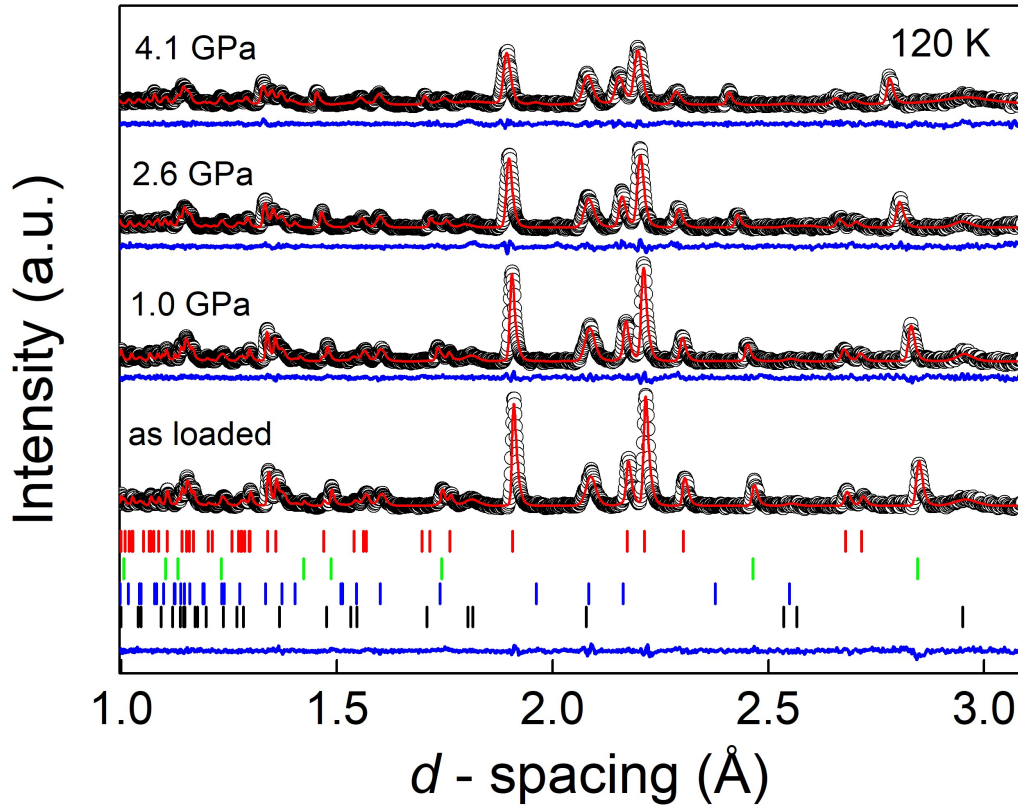 4.1 GPa
120 K
2.6 GPa
1.0 GPa
as loaded
Intensity (a.u.)
1.0 1.5 2.0 2.5 3.0
d - spacing (Å)